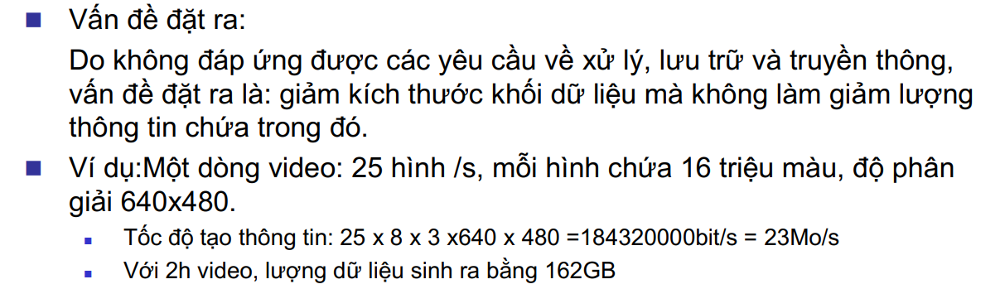 Vấn đề đặt ra:
Do không đáp ứng được các yêu cầu về xử lý, lưu trữ và truyền thông,
vấn đề đặt ra là: giảm kích thước khối dữ liệu mà không làm giảm lượng
thông tin chứa trong đó.
Ví dụ:Một dòng video: 25 hình /s, mỗi hình chứa 16 triệu màu, độ phân
giải 640x480.
Tốc độ tạo thông tin: 25 x 8 x 3 x640 x 480 =184320000bit/s = 23Mo/s
Với 2h video, lượng dữ liệu sinh ra bằng 162GB